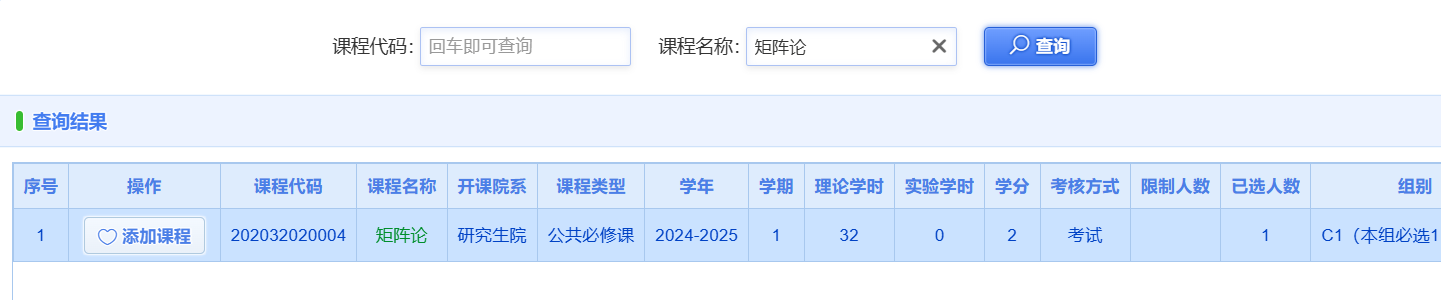 课程代码: 回车即可查询 课程名称: 矩阵论 查询
查询结果
序号 操作 课程代码 课程名称 开课院系 课程类型 学年 学期 理论学时 实验学时 学分 考核方式 限制人数 已选人数 组别
1 添加课程 202032020004 矩阵论 研究生院 公共必修课 2024-2025 1 32 0 2 考试 1 C1（本组必选1